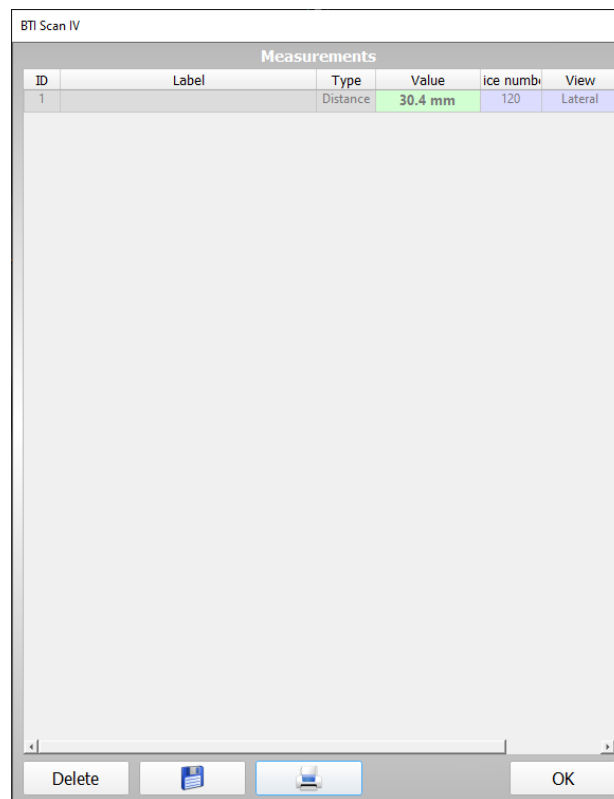 BTI Scan IV
Measurements
ID Label Type Value ice numbe View
1 Distance 30.4 mm 120 Lateral
Delete OK